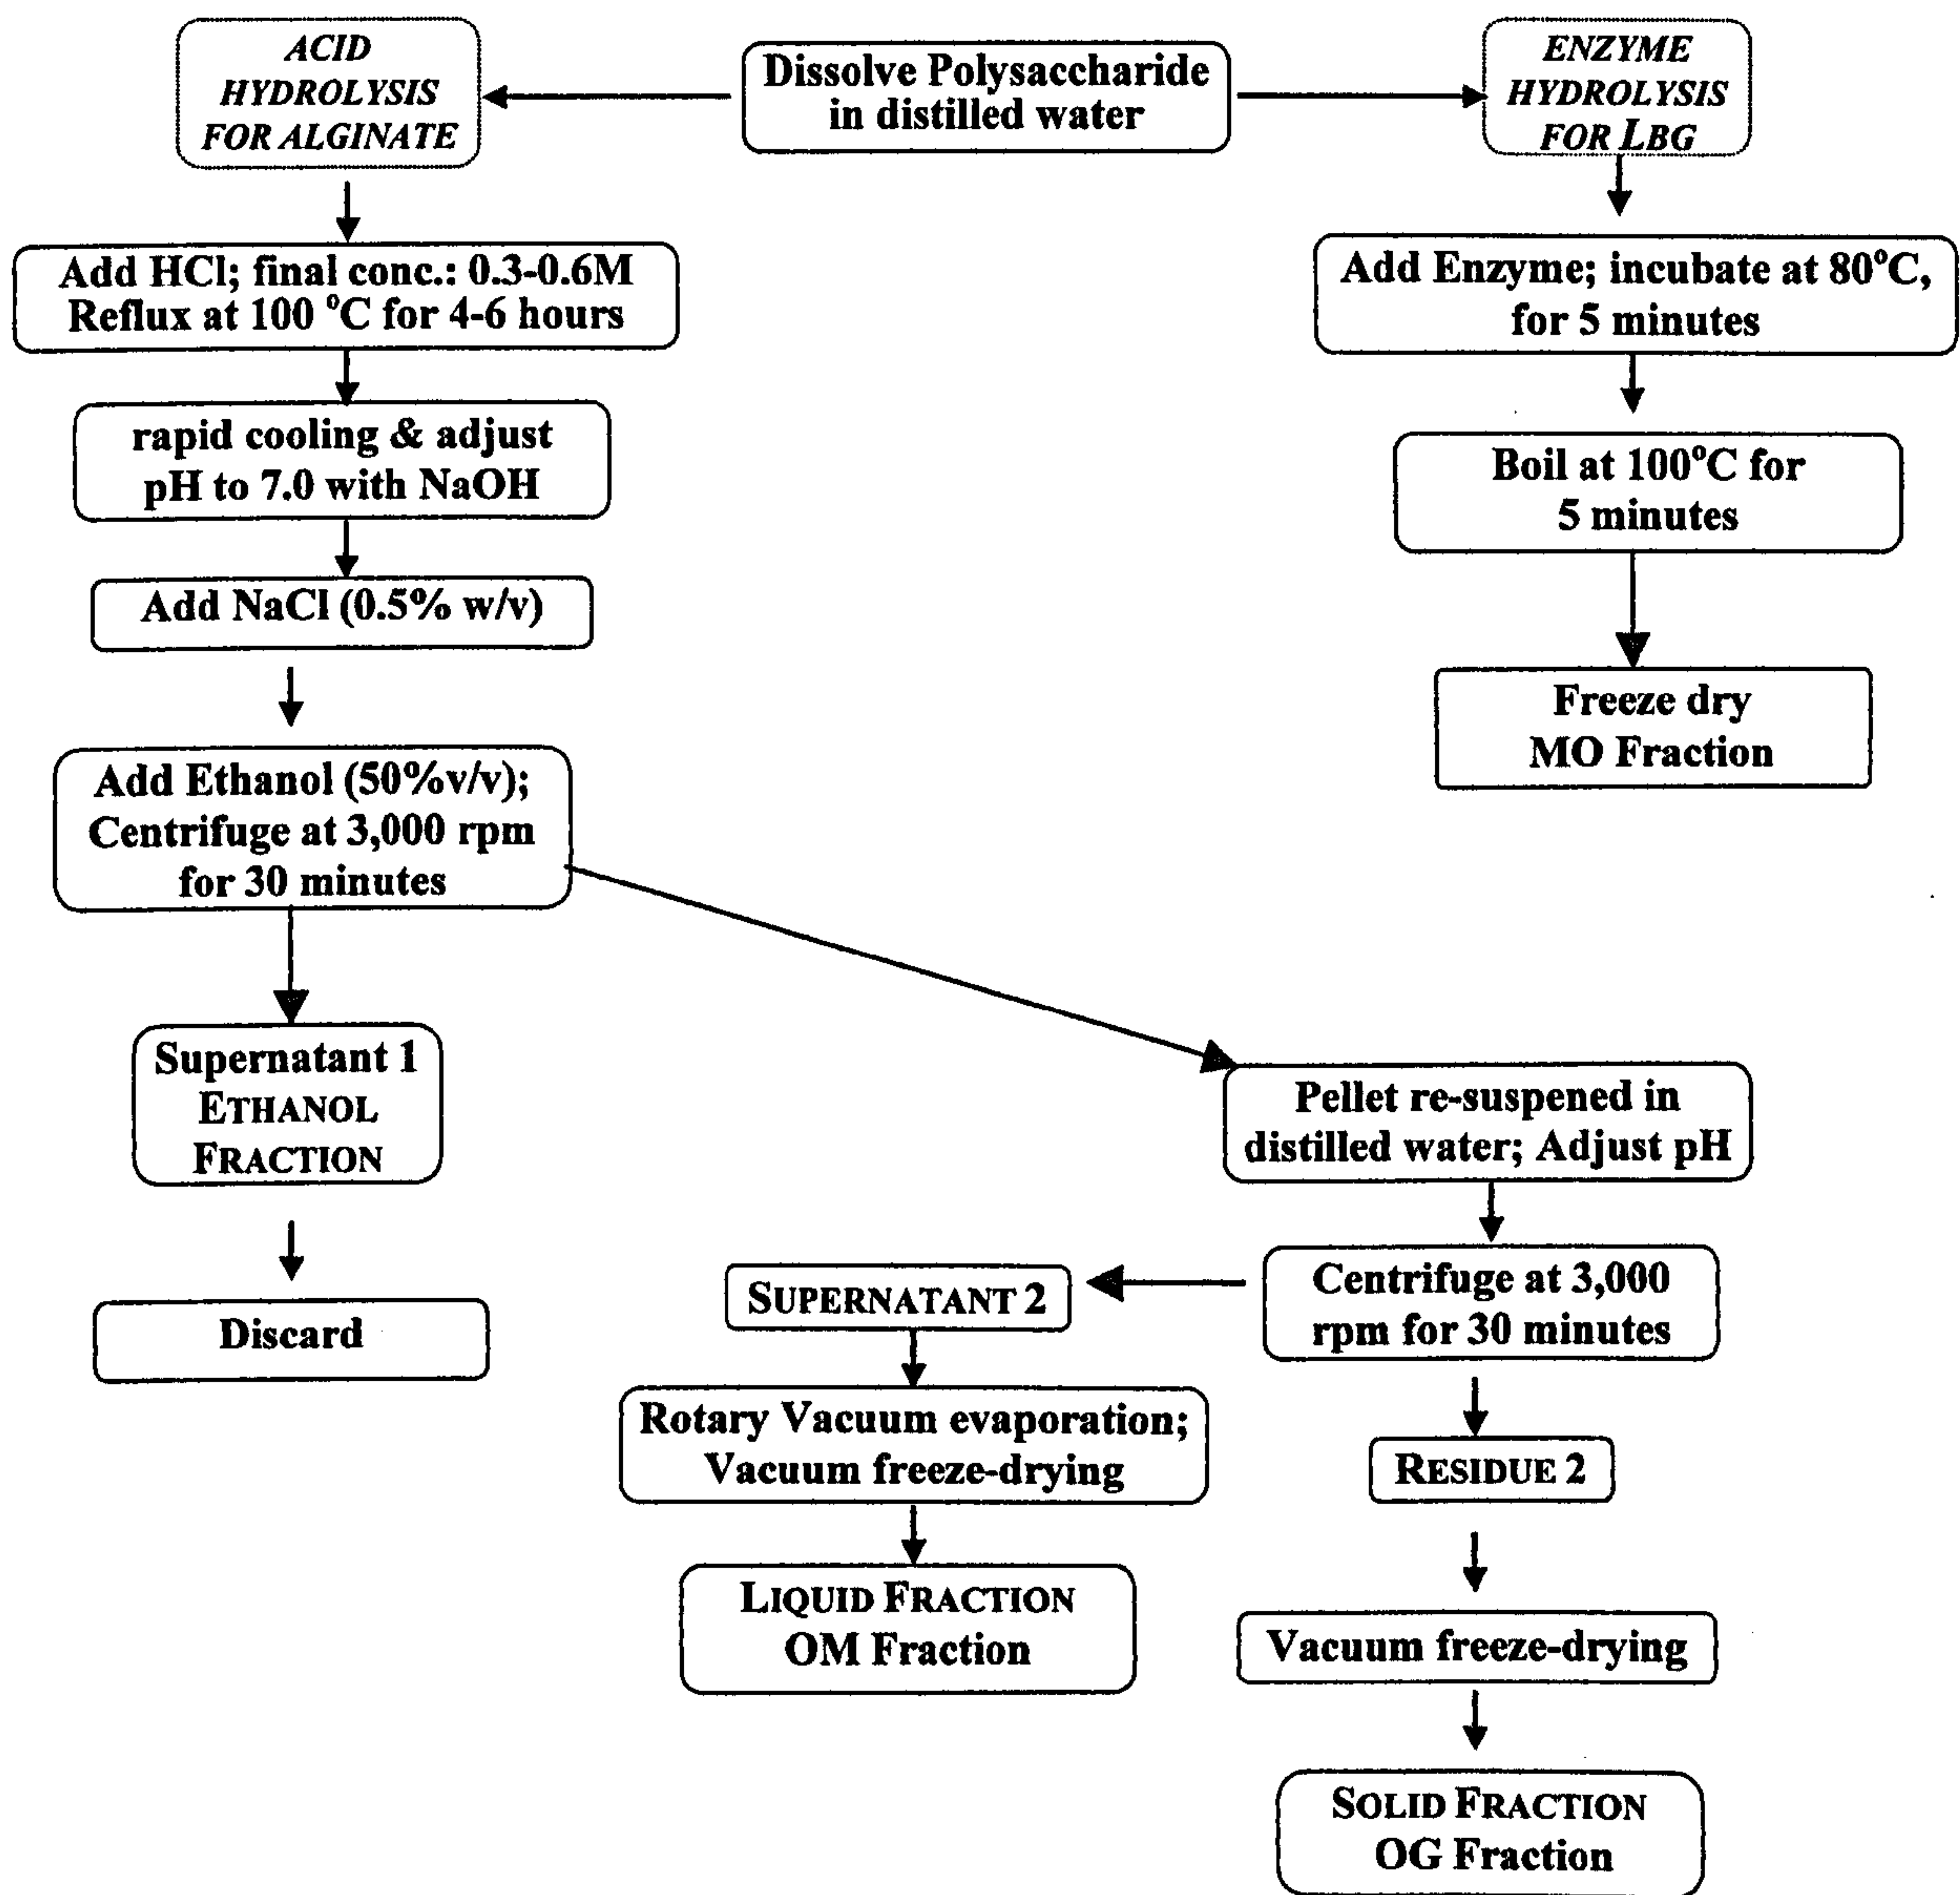 ACID
HYDROLYSIS
FOR ALGINATE
Dissolve Polysaccharide
in distilled water
ENZYME
HYDROLYSIS
FOR LBG
Add HCl; final conc.: 0.3-0.6M
Reflux at 100 °C for 4-6 hours
rapid cooling & adjust
pH to 7.0 with NaOH
Add NaCl (0.5% w/v)
Add Ethanol (50%v/v);
Centrifuge at 3,000 rpm
for 30 minutes
Supernatant 1
ETHANOL
FRACTION
Discard
Add Enzyme; incubate at 80°C,
for 5 minutes
Boil at 100°C for
5 minutes
Freeze dry
MO Fraction
Pellet re-suspened in
distilled water; Adjust pH
Centrifuge at 3,000
rpm for 30 minutes
SUPERNATANT 2
Rotary Vacuum evaporation;
Vacuum freeze-drying
LIQUID FRACTION
OM Fraction
RESIDUE 2
Vacuum freeze-drying
SOLID FRACTION
OG Fraction